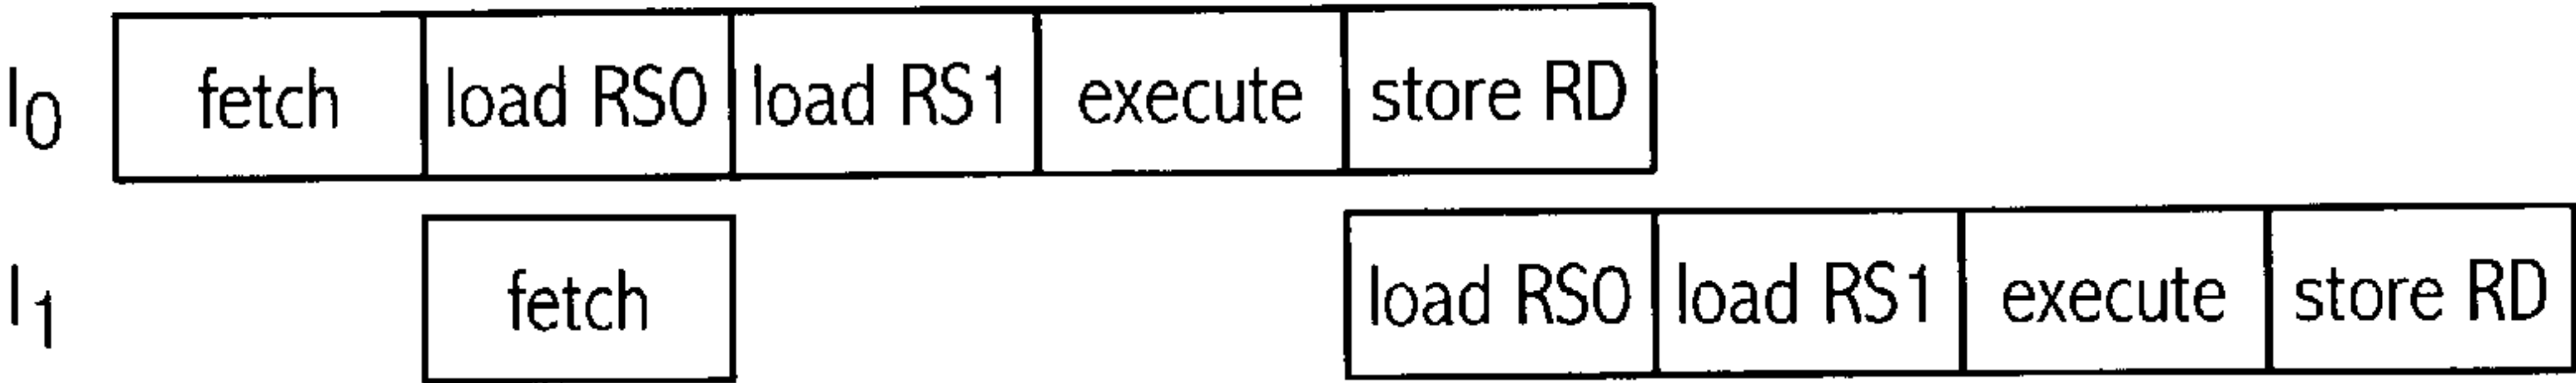 I0 fetch load RS0 load RS1 execute store RD
I1 fetch load RS0 load RS1 execute store RD